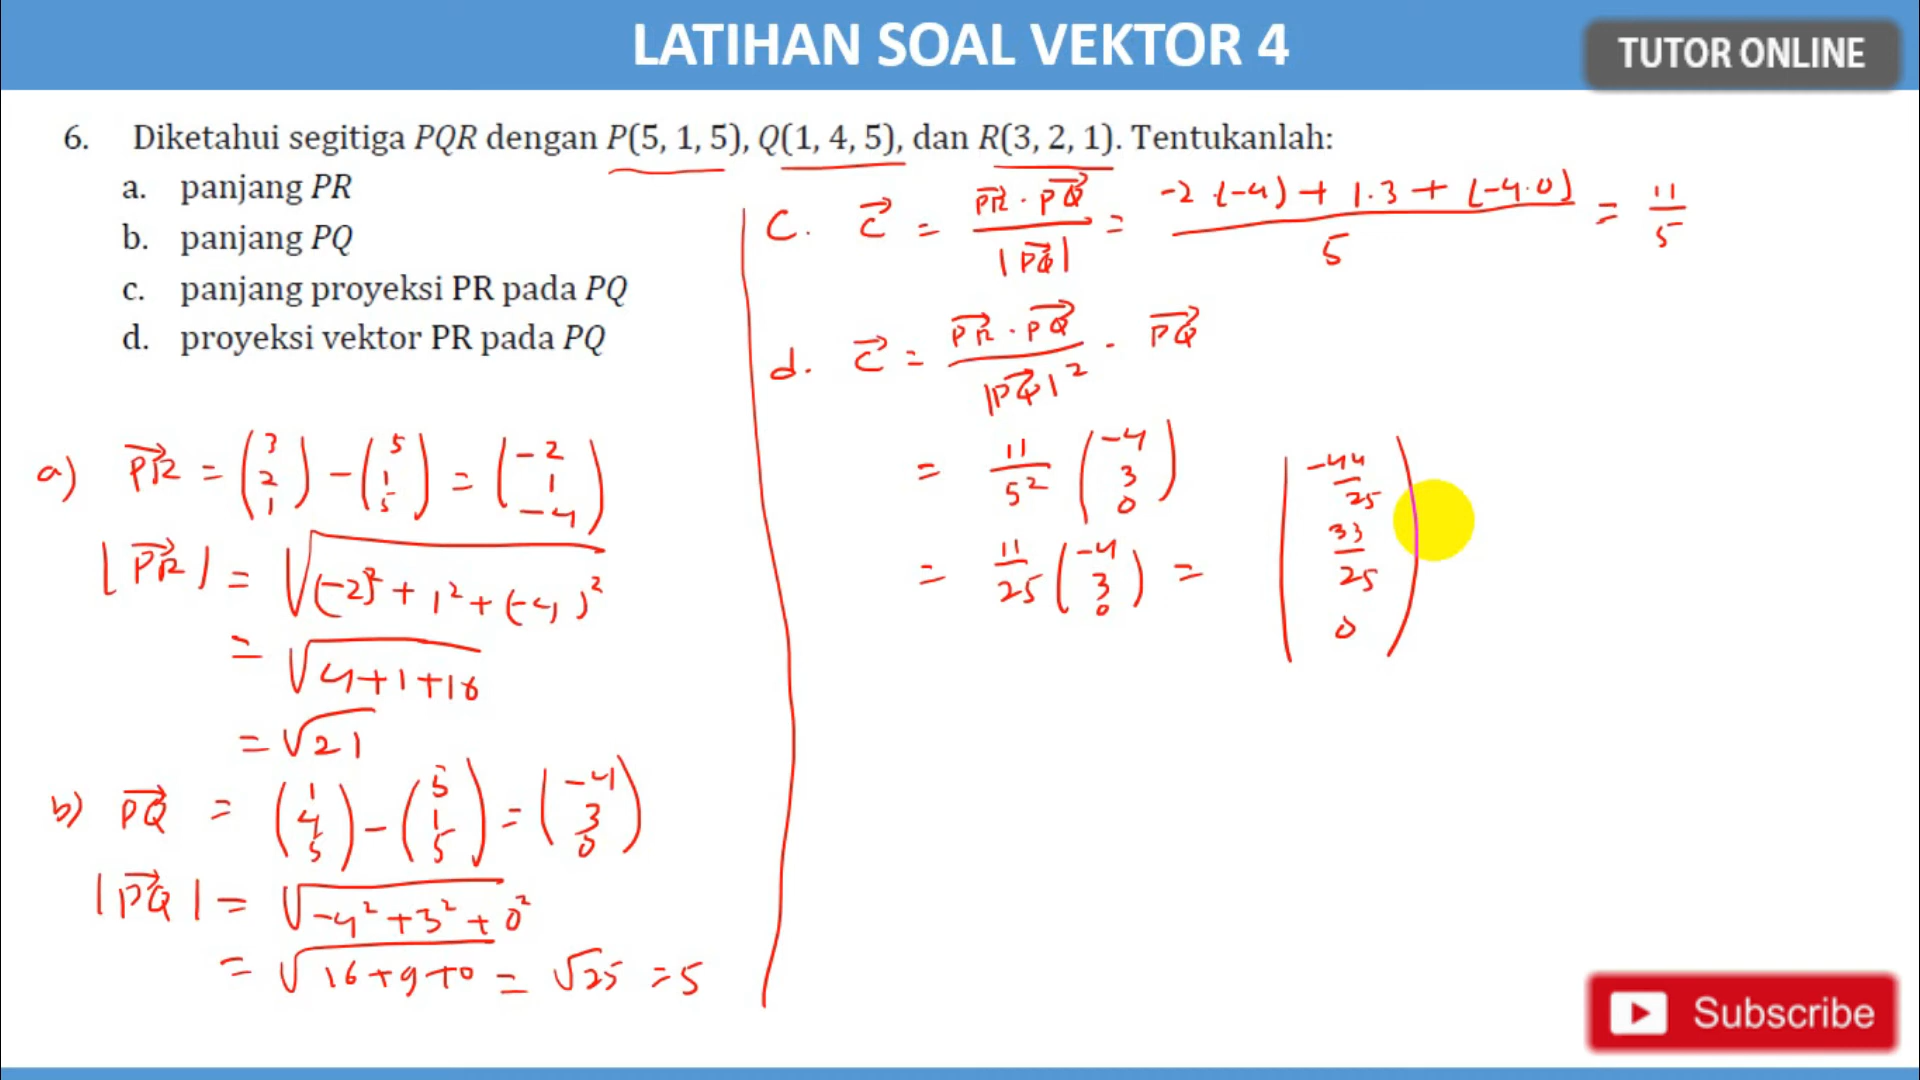 LATIHAN SOAL VEKTOR 4
TUTOR ONLINE
6. Diketahui segitiga PQR dengan P(5, 1, 5), Q(1, 4, 5), dan R(3, 2, 1). Tentukanlah:
a. panjang PR
b. panjang PQ
c. panjang proyeksi PR pada PQ
d. proyeksi vektor PR pada PQ
a) PR = (3 2 1) - (5 1 5) = (-2 1 -4)
|PR| = √(-2)² + 1² + (-4)²
= √4+1+16
= √21
b) PQ = (1 4 5) - (5 1 5) = (-4 3 0)
|PQ| = √-4² + 3² + 0²
= √16+9+0 = √25 = 5
C. C = PR · PQ / |PQ| = -2 · (-4) + 1.3 + (-4.0) / 5 = 11/5
d. C = PR · PQ / |PQ|² · PQ
= 11/5² (-4 3 0)
= 11/25 (-4 3 0) = (-44/25 33/25 0)
Subscribe